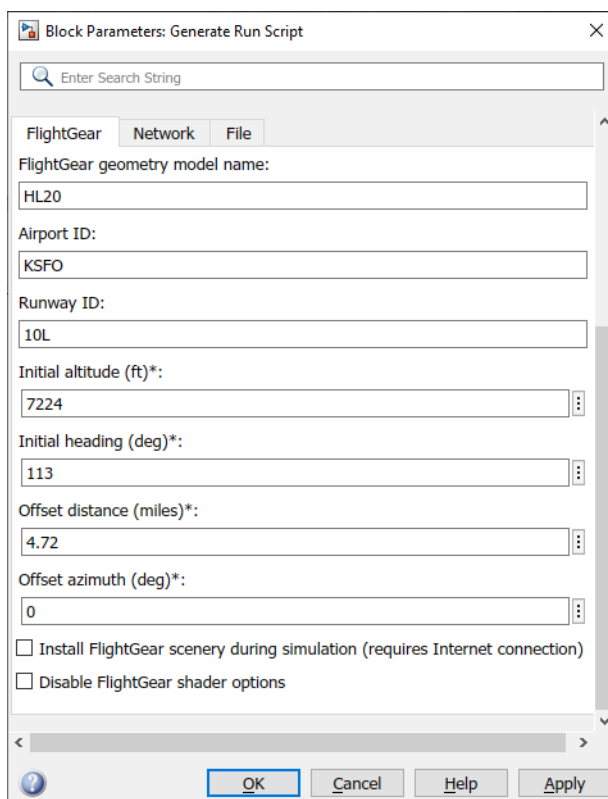 Block Parameters: Generate Run Script
Enter Search String
FlightGear Network File
FlightGear geometry model name:
HL20
Airport ID:
KSFO
Runway ID:
10L
Initial altitude (ft)*:
7224
Initial heading (deg)*:
113
Offset distance (miles)*:
4.72
Offset azimuth (deg)*:
0
Install FlightGear scenery during simulation (requires Internet connection)
Disable FlightGear shader options
OK Cancel Help Apply